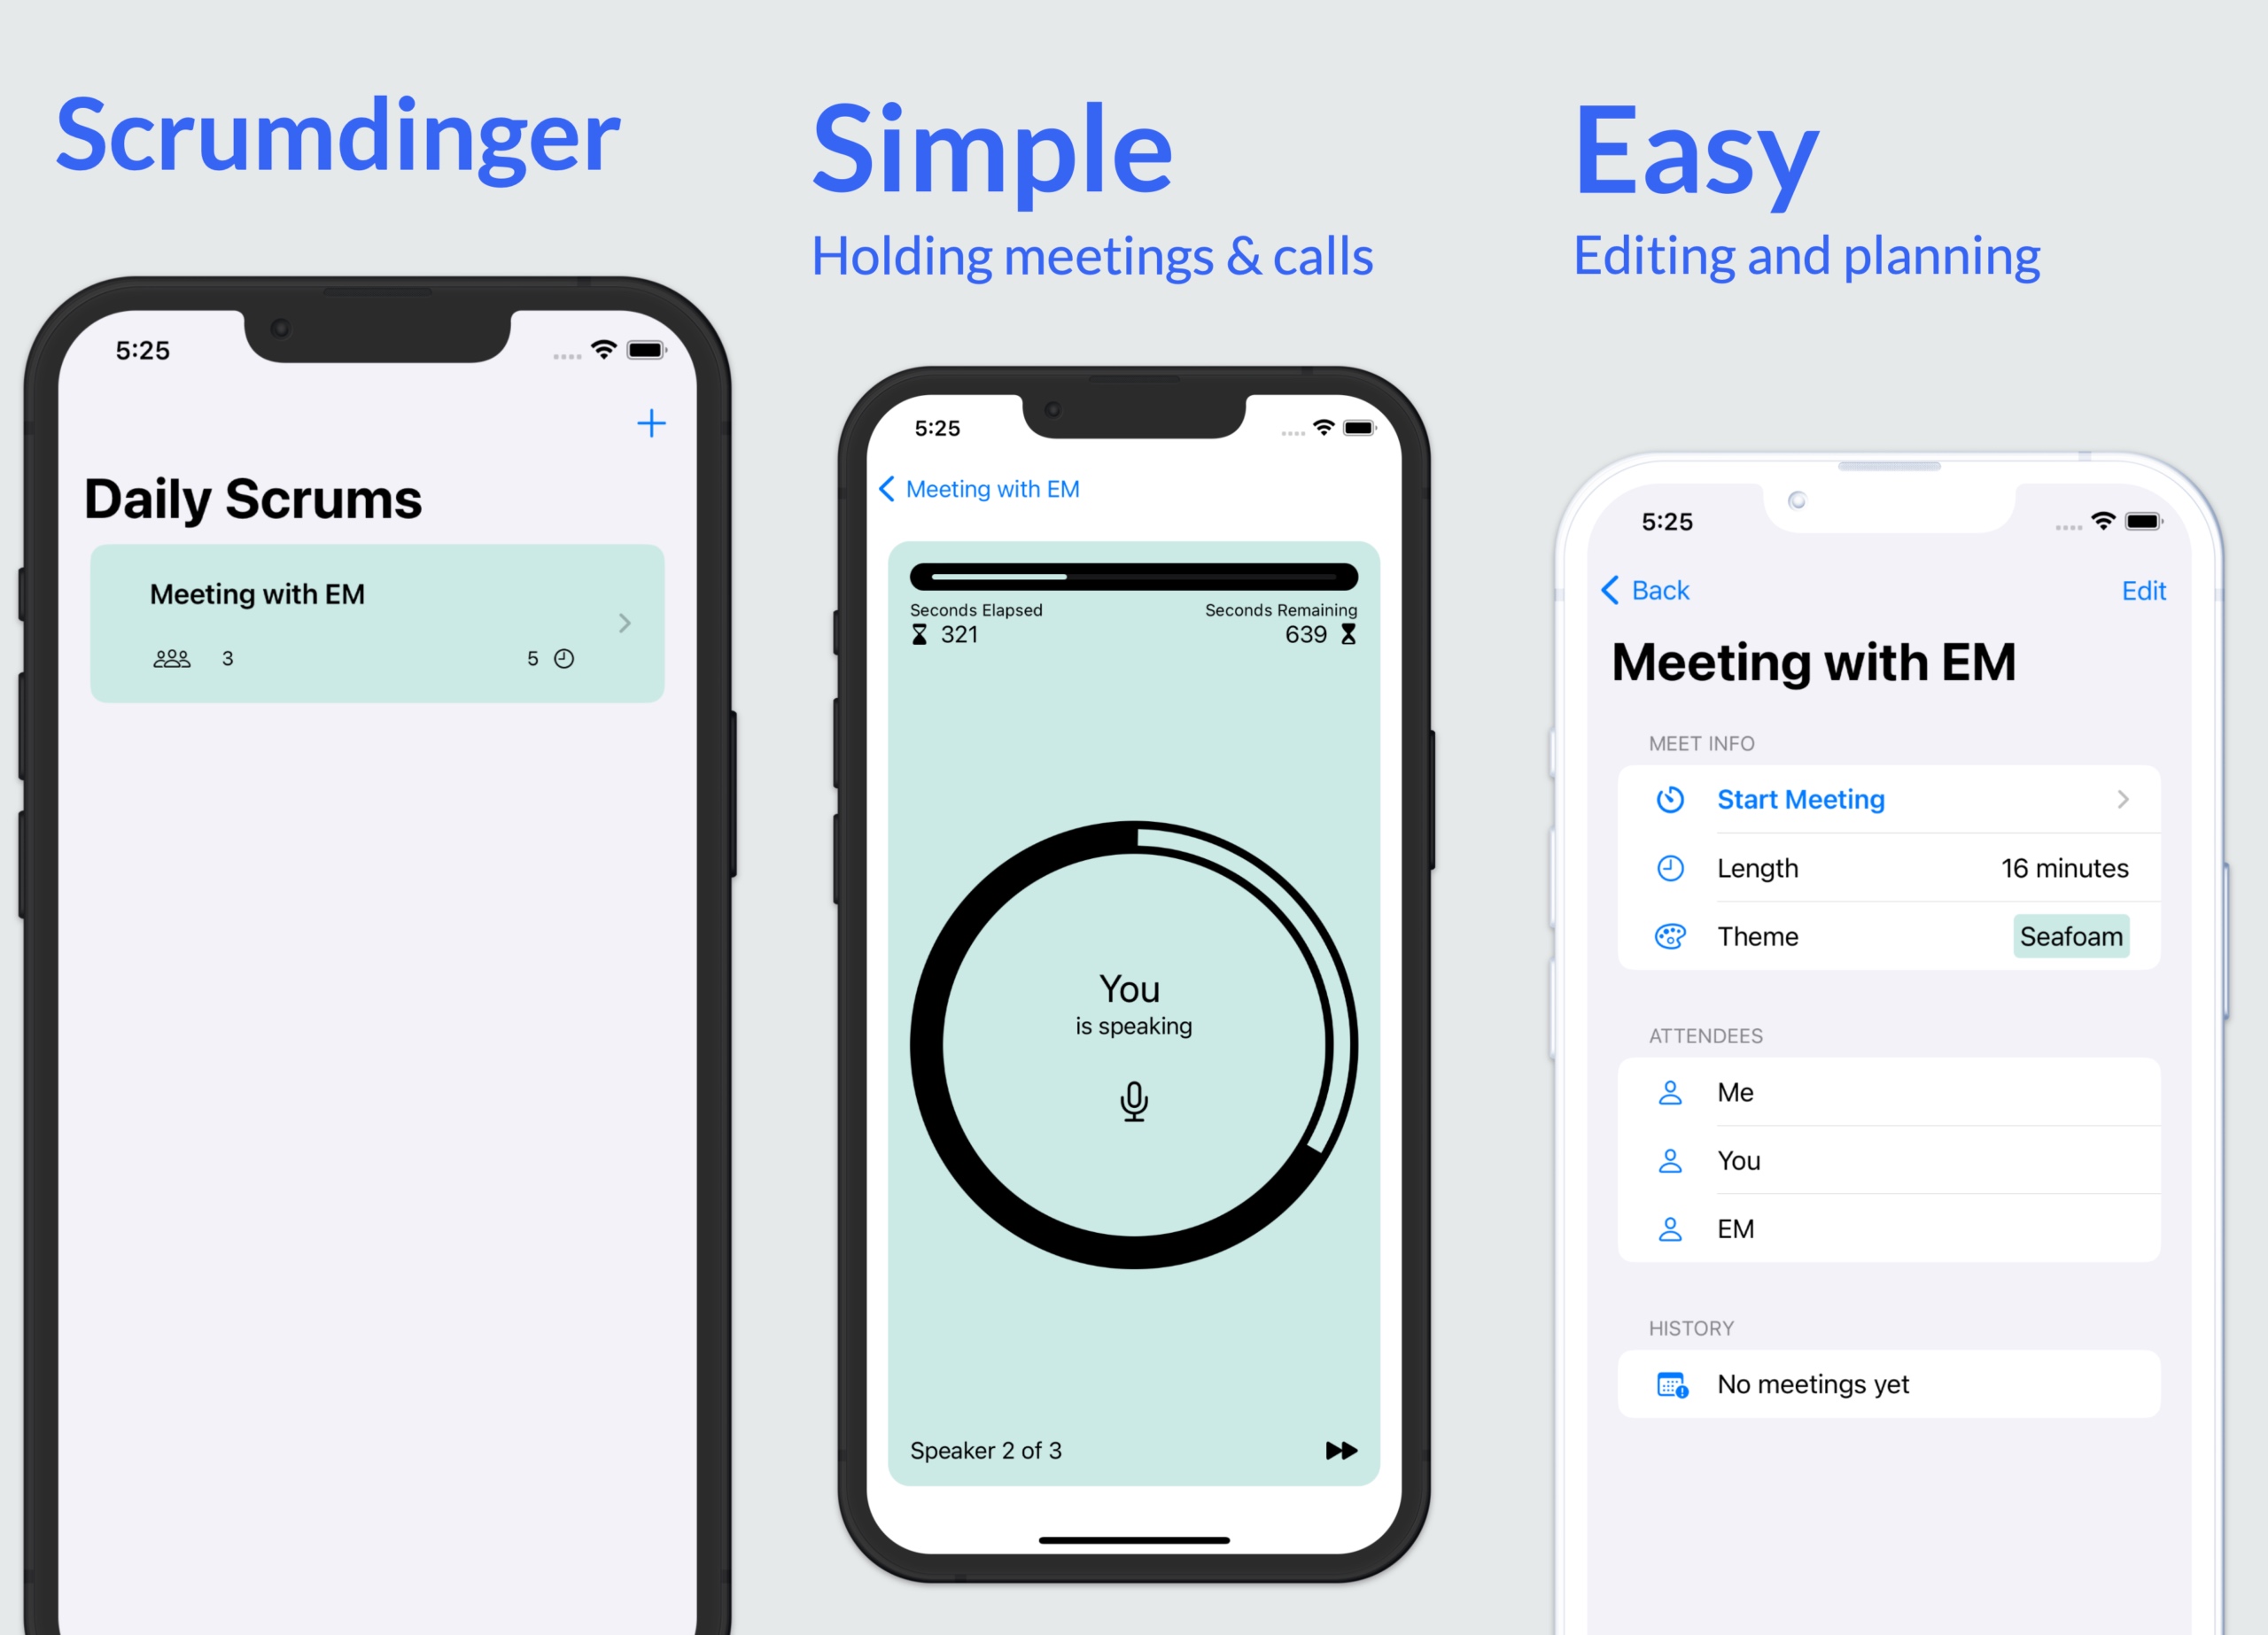 Scrumdinger
5:25
Daily Scrums
Meeting with EM
3
5
Simple
Holding meetings & calls
5:25
Meeting with EM
Seconds Elapsed
Seconds Remaining
321
639
You
is speaking
Speaker 2 of 3
Easy
Editing and planning
5:25
Back
Edit
Meeting with EM
MEET INFO
Start Meeting
Length
16 minutes
Theme
Seafoam
ATTENDEES
Me
You
EM
HISTORY
No meetings yet